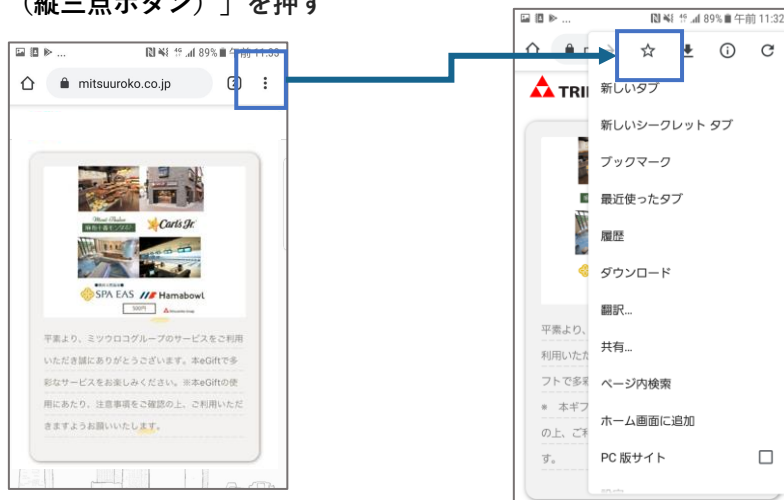 （縦三点ボタン）」を押す
89% 午前 11:33
mitsuuroko.co.jp
Carl's Jr.
SPA EAS
Hamabowl
500円
平素より、ミツウロコグループのサービスをご利用
いただき誠にありがとうございます。本eGiftで多
彩なサービスをお楽しみください。※本eGiftの使
用にあたり、注意事項をご確認の上、ご利用いただ
きますようお願いいたします。
89% 午前 11:32
TRI
新しいタブ
新しいシークレット タブ
ブックマーク
最近使ったタブ
履歴
ダウンロード
翻訳...
共有...
ページ内検索
ホーム画面に追加
PC 版サイト
平素より、
利用いただ
フトで多彩
● 本ギフ
の上、ご利
す。